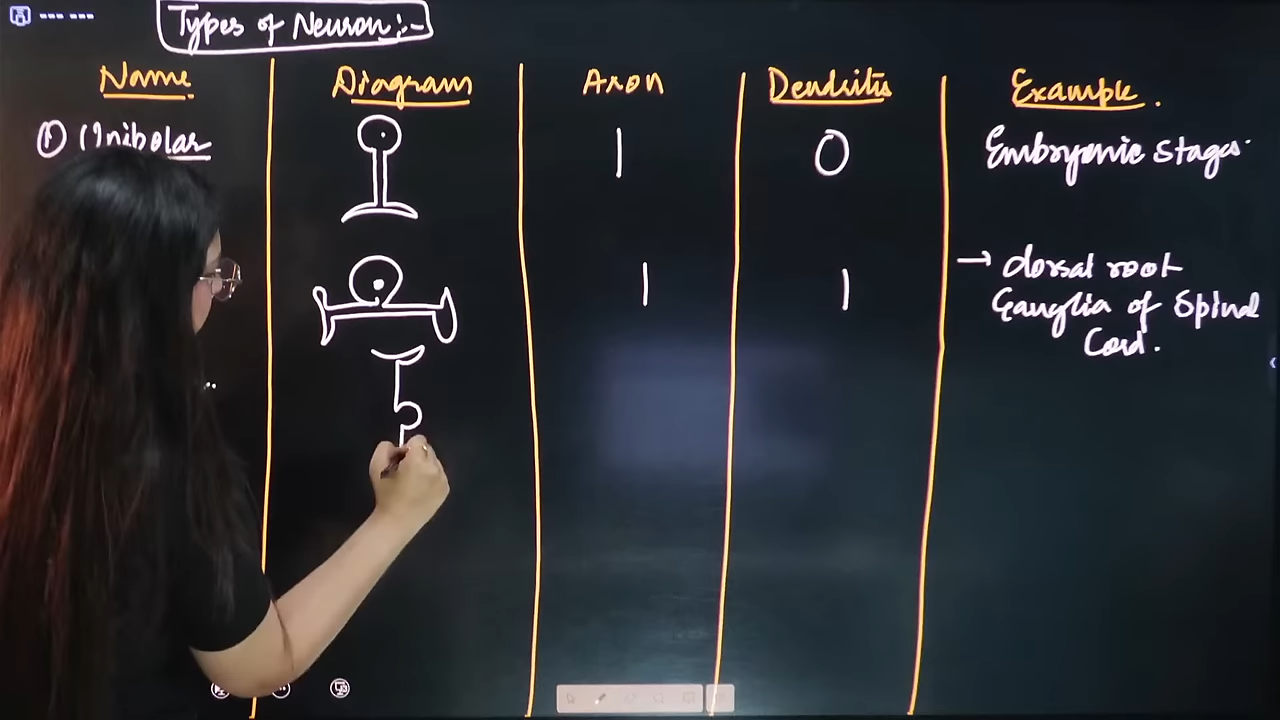 Types of Neuron :-
Name Diagram Axon Dendrites Example.
① Unipolar 1 0 Embryonic stages.
1 1 → dorsal root
Ganglia of Spinal
Cord.